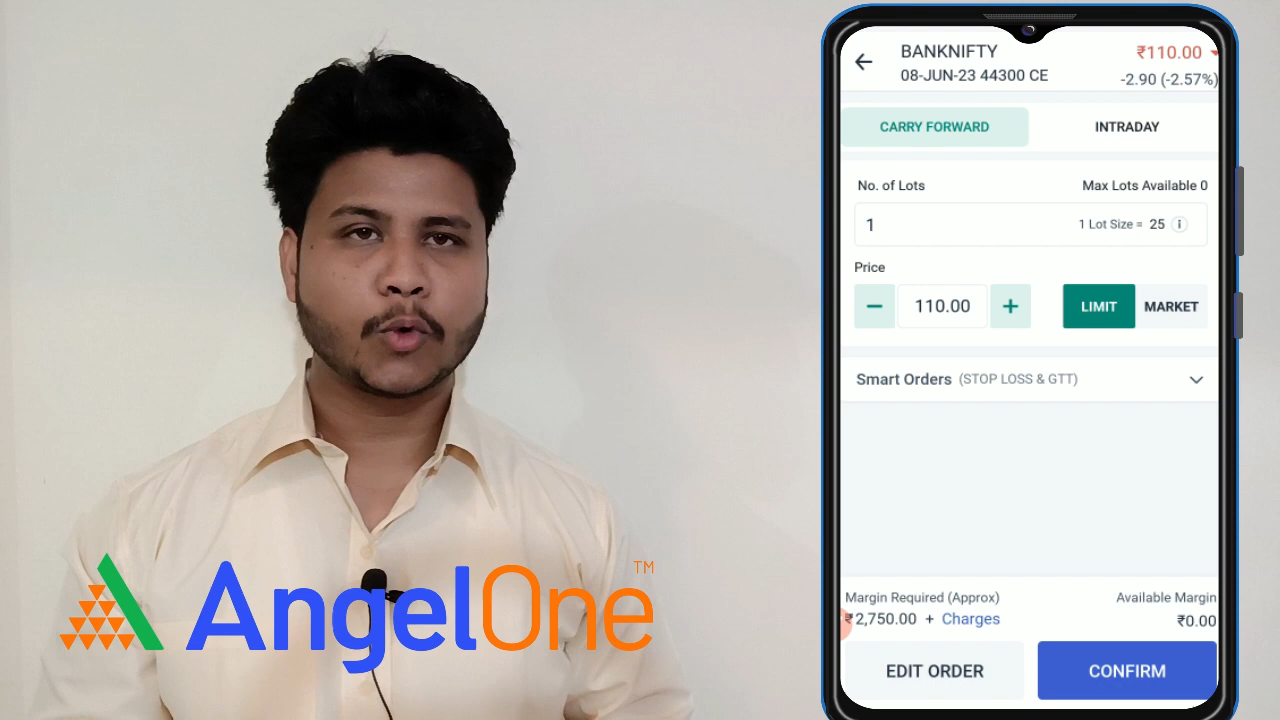 BANKNIFTY
₹110.00
08-JUN-23 44300 CE
-2.90 (-2.57%)
CARRY FORWARD
INTRADAY
No. of Lots
Max Lots Available 0
1
1 Lot Size = 25
Price
110.00
LIMIT
MARKET
Smart Orders (STOP LOSS & GTT)
Margin Required (Approx)
Available Margin
₹2,750.00 + Charges
₹0.00
EDIT ORDER
CONFIRM
AngelOne™